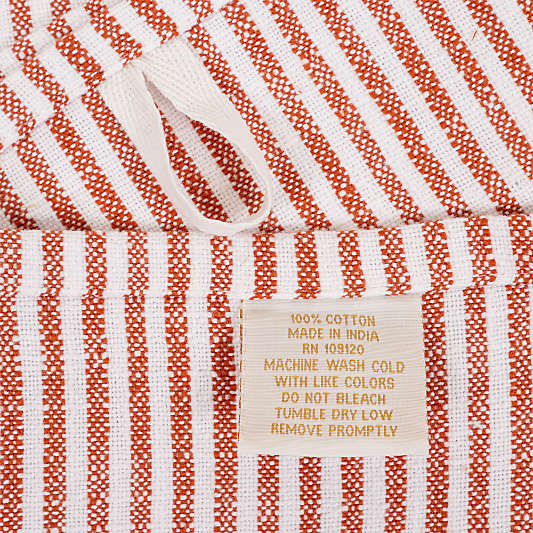 100% COTTON
MADE IN INDIA
RN 109120
MACHINE WASH COLD
WITH LIKE COLORS
DO NOT BLEACH
TUMBLE DRY LOW
REMOVE PROMPTLY